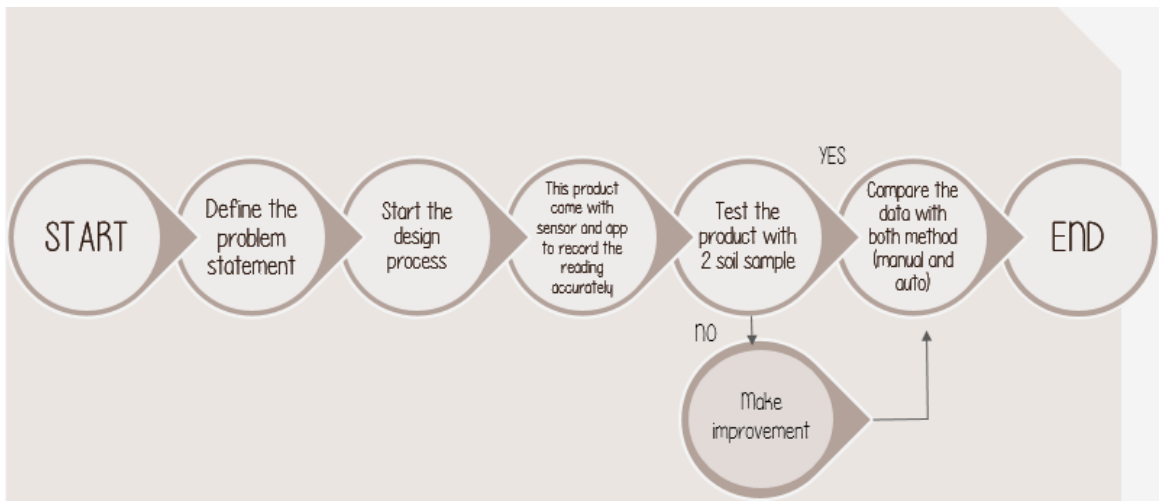 START
Define the
problem
statement
Start the
design
process
This product
came with
sensor and app
to record the
reading
accurately
Test the
product with
2 soil sample
YES
Compare the
data with
both method
(manual and
auto)
END
NO
Make
improvement